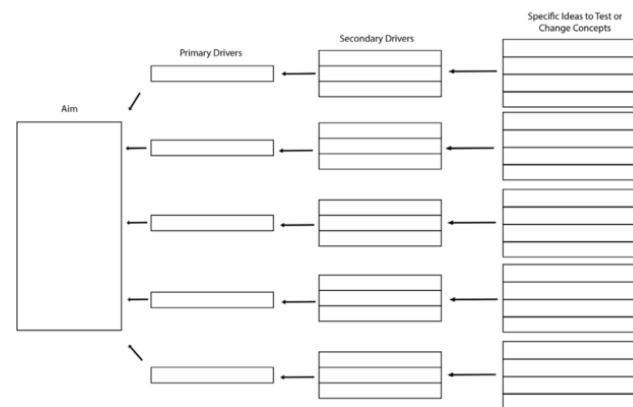 Specific Ideas to Test or
Change Concepts
Secondary Drivers
Primary Drivers
Aim